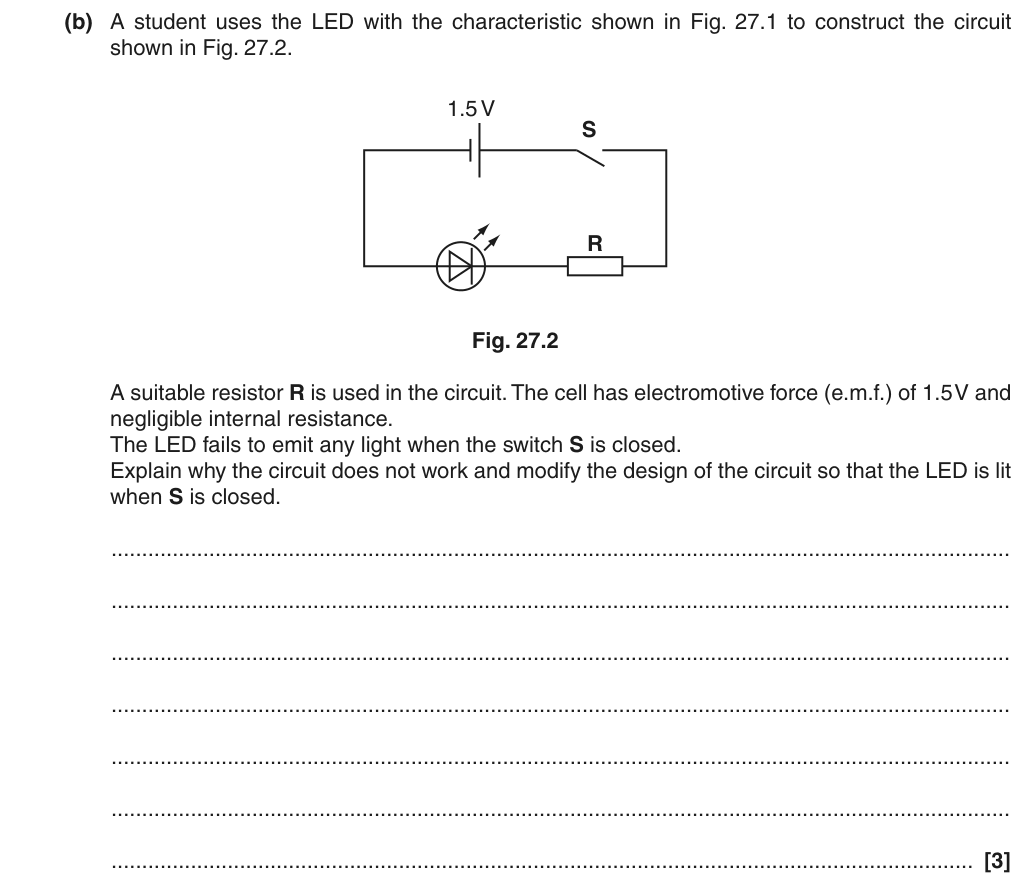 (b) A student uses the LED with the characteristic shown in Fig. 27.1 to construct the circuit
shown in Fig. 27.2.
1.5 V
S
R
Fig. 27.2
A suitable resistor R is used in the circuit. The cell has electromotive force (e.m.f.) of 1.5 V and
negligible internal resistance.
The LED fails to emit any light when the switch S is closed.
Explain why the circuit does not work and modify the design of the circuit so that the LED is lit
when S is closed.
[3]